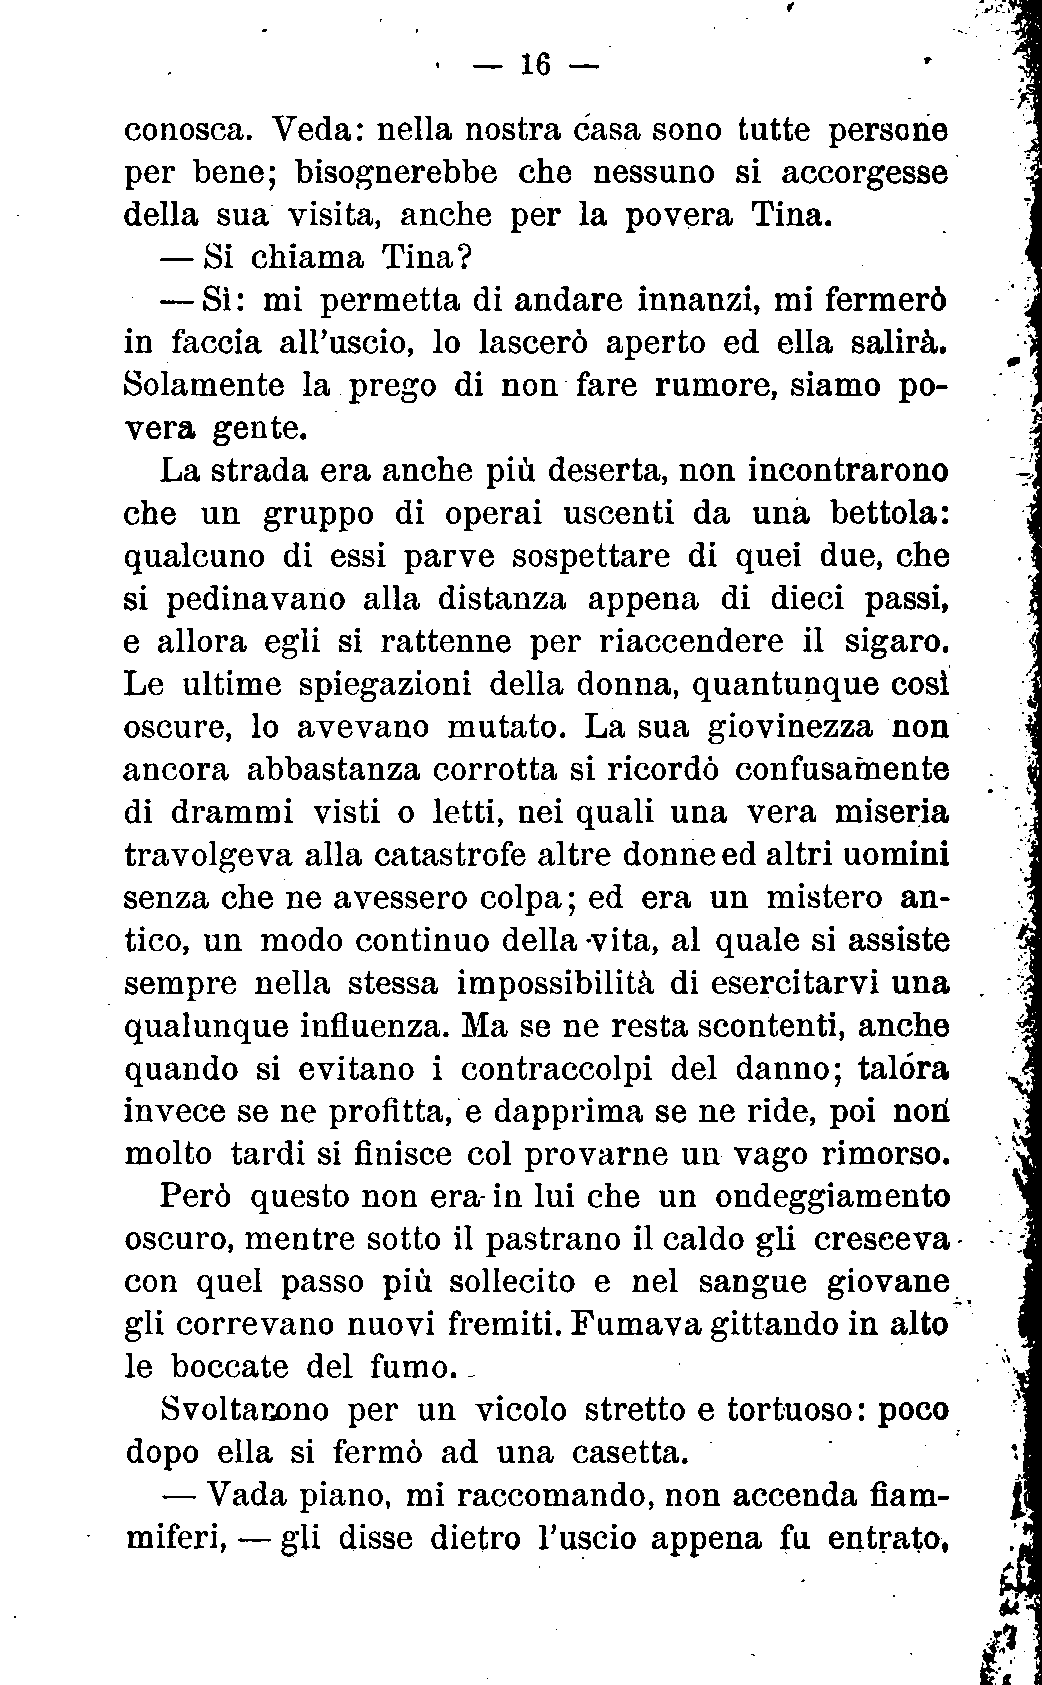 — 16 —
conosca. Veda: nella nostra casa sono tutte persone
per bene; bisognerebbe che nessuno si accorgesse
della sua visita, anche per la povera Tina.
— Si chiama Tina?
— Sì: mi permetta di andare innanzi, mi fermerò
in faccia all'uscio, lo lascerò aperto ed ella salirà.
Solamente la prego di non fare rumore, siamo po-
vera gente.
La strada era anche più deserta, non incontrarono
che un gruppo di operai uscenti da una bettola:
qualcuno di essi parve sospettare di quei due, che
si pedinavano alla distanza appena di dieci passi,
e allora egli si rattenne per riaccendere il sigaro.
Le ultime spiegazioni della donna, quantunque così
oscure, lo avevano mutato. La sua giovinezza non
ancora abbastanza corrotta si ricordò confusamente
di drammi visti o letti, nei quali una vera miseria
travolgeva alla catastrofe altre donne ed altri uomini
senza che ne avessero colpa; ed era un mistero an-
tico, un modo continuo della vita, al quale si assiste
sempre nella stessa impossibilità di esercitarvi una
qualunque influenza. Ma se ne resta scontenti, anche
quando si evitano i contraccolpi del danno; talora
invece se ne profitta, e dapprima se ne ride, poi non
molto tardi si finisce col provarne un vago rimorso.
Però questo non era in lui che un ondeggiamento
oscuro, mentre sotto il pastrano il caldo gli cresceva
con quel passo più sollecito e nel sangue giovane
gli correvano nuovi fremiti. Fumava gittando in alto
le boccate del fumo.
Svoltarono per un vicolo stretto e tortuoso: poco
dopo ella si fermò ad una casetta.
— Vada piano, mi raccomando, non accenda fiam-
miferi, — gli disse dietro l'uscio appena fu entrato,